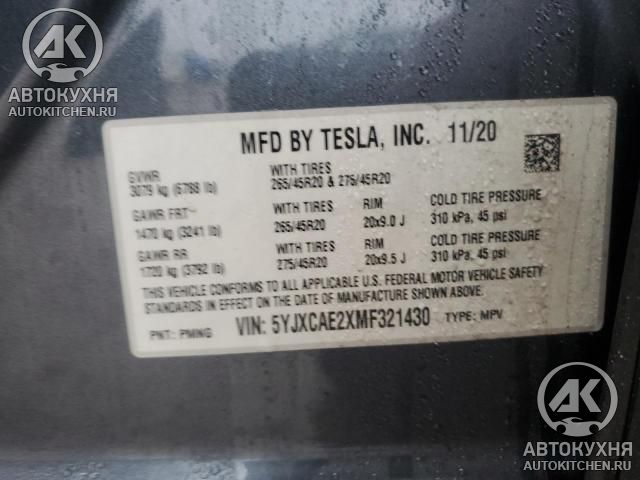 AK
АВТОКУХНЯ
AUTOKITCHEN.RU
MFD BY TESLA, INC. 11/20
GVWR
3079 kg (6788 lb)
WITH TIRES
265/45R20 & 275/45R20
GAWR FRT
1470 kg (3241 lb)
WITH TIRES
265/45R20
RIM
20x9.0 J
COLD TIRE PRESSURE
310 kPa, 45 psi
GAWR RR
1720 kg (3792 lb)
WITH TIRES
275/45R20
RIM
20x9.5 J
COLD TIRE PRESSURE
310 kPa, 45 psi
THIS VEHICLE CONFORMS TO ALL APPLICABLE U.S. FEDERAL MOTOR VEHICLE SAFETY
STANDARDS IN EFFECT ON THE DATE OF MANUFACTURE SHOWN ABOVE.
PNT: PMNG
VIN: 5YJXCAE2XMF321430
TYPE: MPV
AK
АВТОКУХНЯ
AUTOKITCHEN.RU